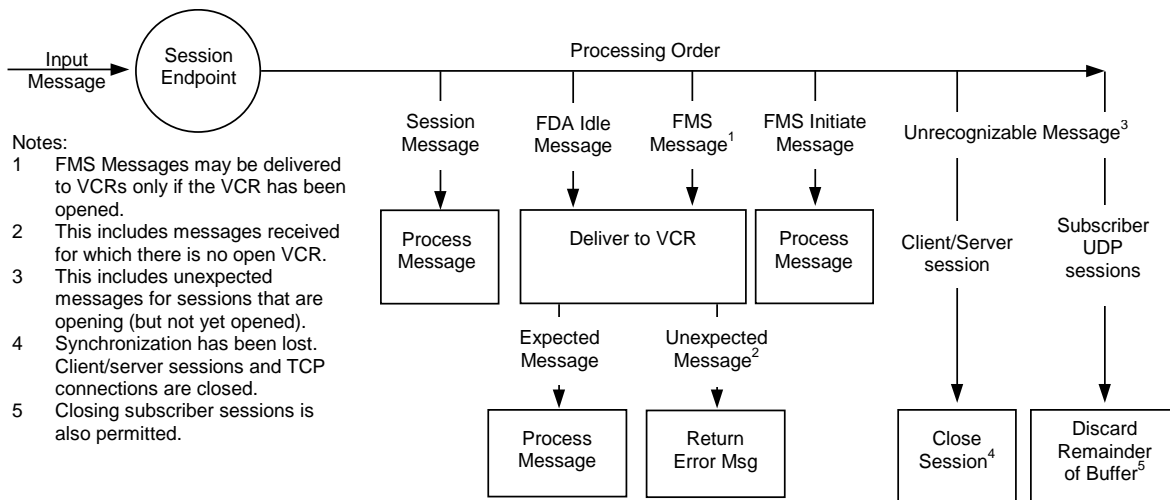 Input
Message
Session
Endpoint
Processing Order
Session
Message
FDA Idle
Message
FMS
Message1
FMS Initiate
Message
Unrecognizable Message3
Notes:
1 FMS Messages may be delivered
to VCRs only if the VCR has been
opened.
2 This includes messages received
for which there is no open VCR.
3 This includes unexpected
messages for sessions that are
opening (but not yet opened).
4 Synchronization has been lost.
Client/server sessions and TCP
connections are closed.
5 Closing subscriber sessions is
also permitted.
Process
Message
Deliver to VCR
Process
Message
Client/Server
session
Subscriber
UDP
sessions
Expected
Message
Unexpected
Message2
Process
Message
Return
Error Msg
Close
Session4
Discard
Remainder
of Buffer5